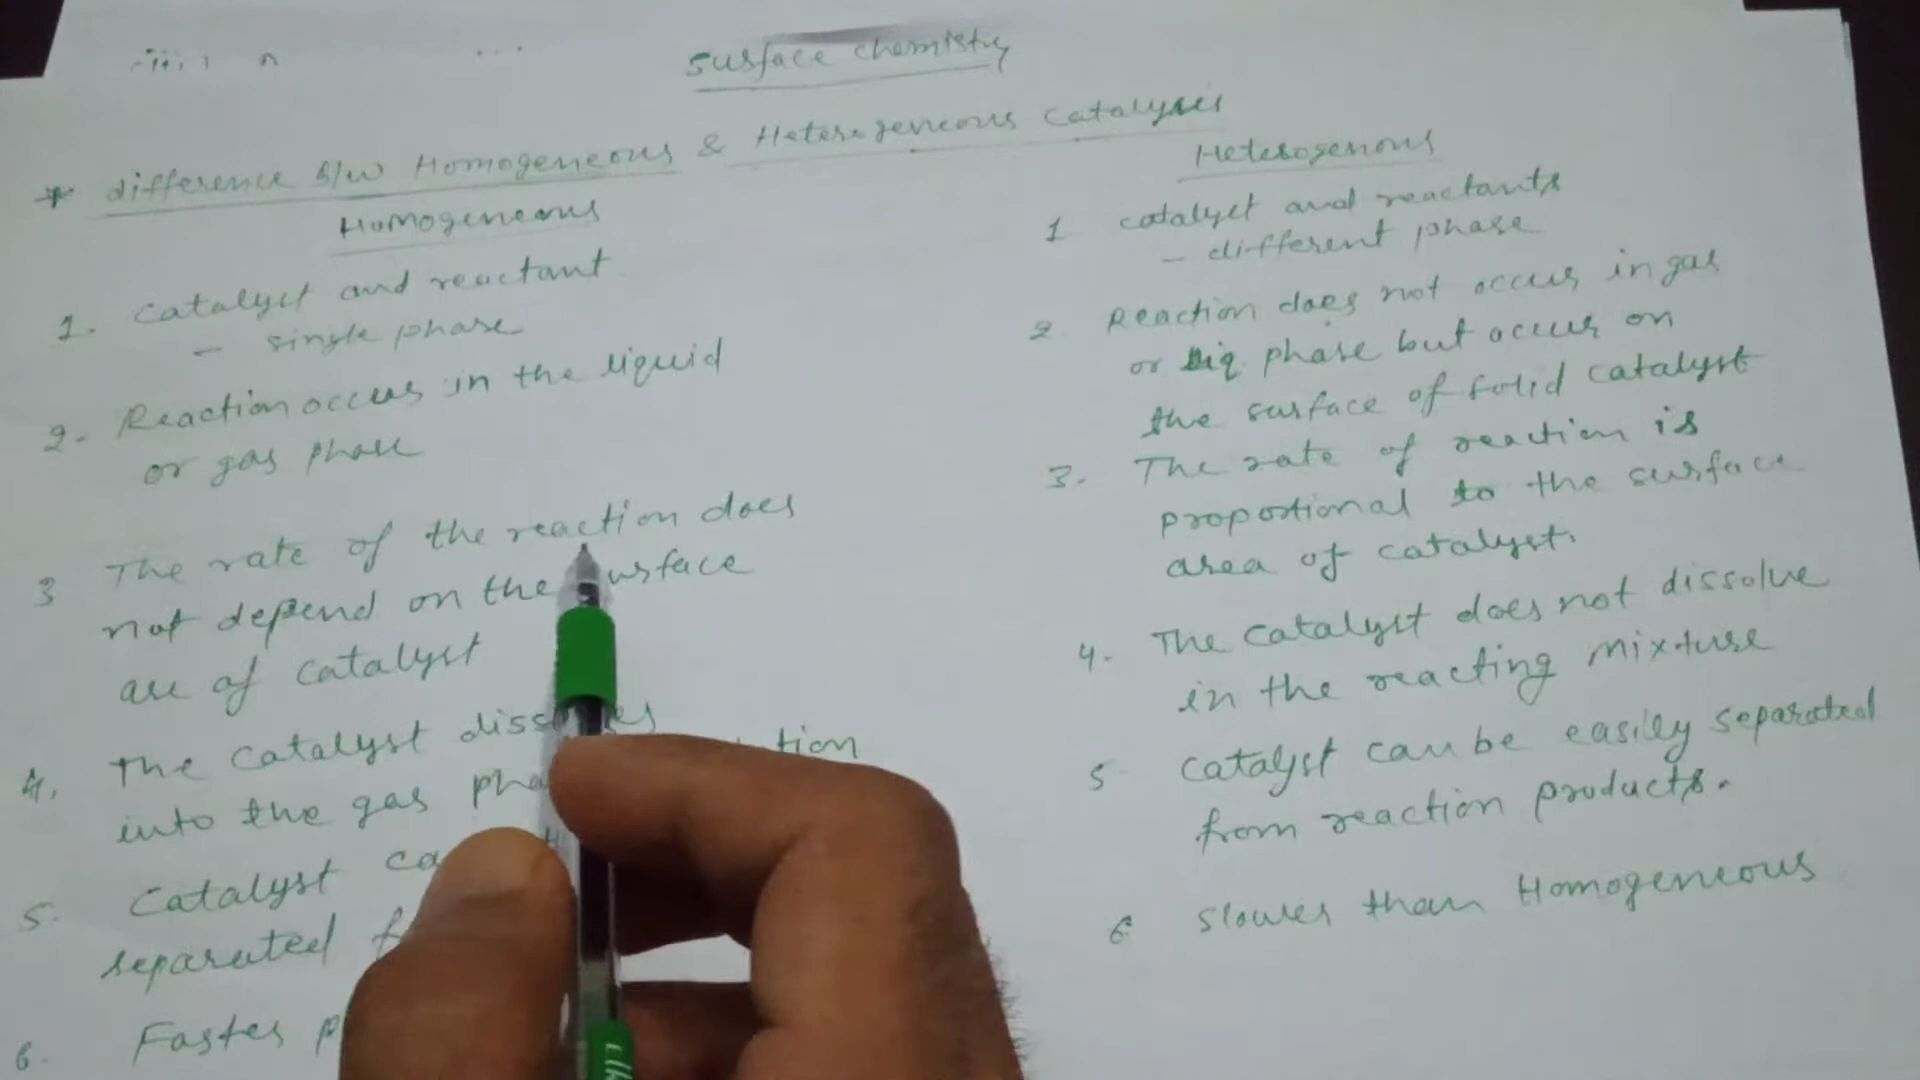 Surface chemistry
* difference b/w Homogeneous & Heterogeneous catalysis
Homogeneous
1. Catalyst and reactant
- single phase
2. Reaction occurs in the liquid
or gas phase
3 The rate of the reaction does
not depend on the surface
are of catalyst
4. The catalyst
into the gas
5. Catalyst
separated
6. Faster
Heterogenous
1 catalyst and reactants
- different phase
2 Reaction does not occurs in gas
or liq phase but occurs on
the surface of solid catalyst
3. The rate of reaction is
proportional to the surface
area of catalyst.
4. The catalyst does not dissolve
in the reacting mixture
5 Catalyst can be easily separated
from reaction products.
6 Slower than Homogeneous